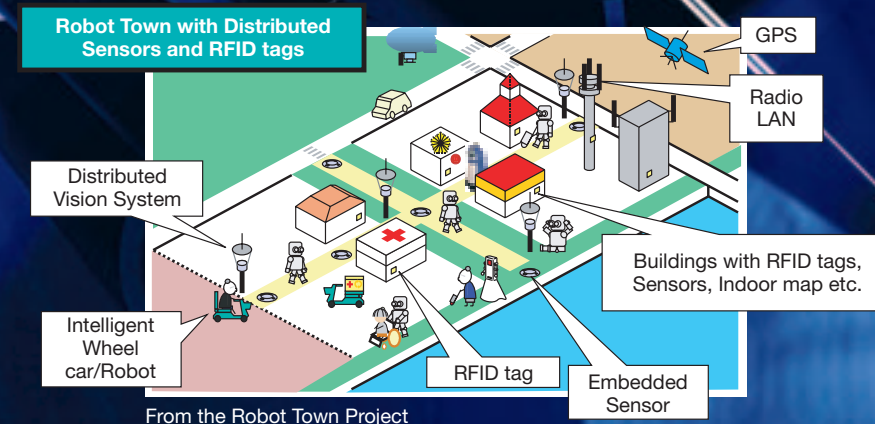 Robot Town with Distributed
Sensors and RFID tags
GPS
Radio
LAN
Distributed
Vision System
Buildings with RFID tags,
Sensors, Indoor map etc.
Intelligent
Wheel
car/Robot
RFID tag
Embedded
Sensor
From the Robot Town Project